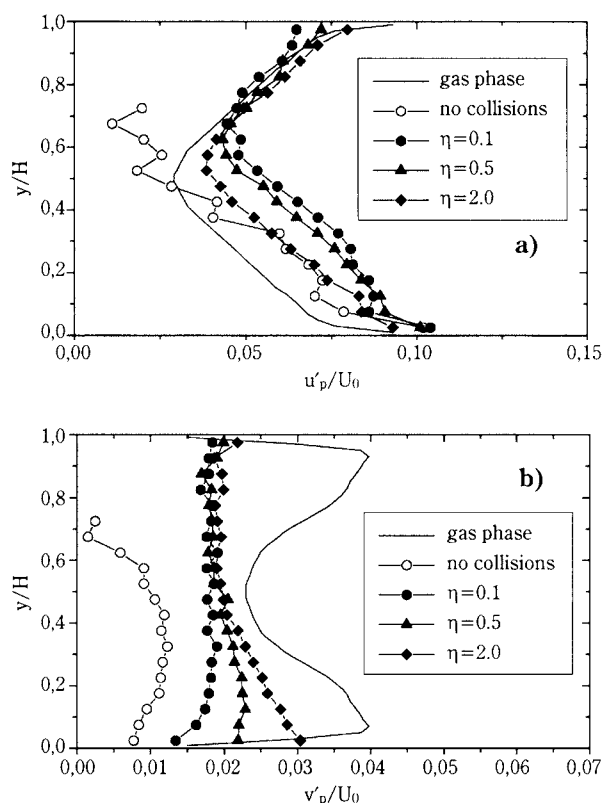 1,0
0,8
0,6
0,4
0,2
0,0
y/H
gas phase
no collisions
η=0.1
η=0.5
η=2.0
a)
0,00
0,05
0,10
0,15
u′p/U0
1,0
0,8
0,6
0,4
0,2
0,0
y/H
b)
gas phase
no collisions
η=0.1
η=0.5
η=2.0
0,00
0,01
0,02
0,03
0,04
0,05
0,06
0,07
v′p/U0